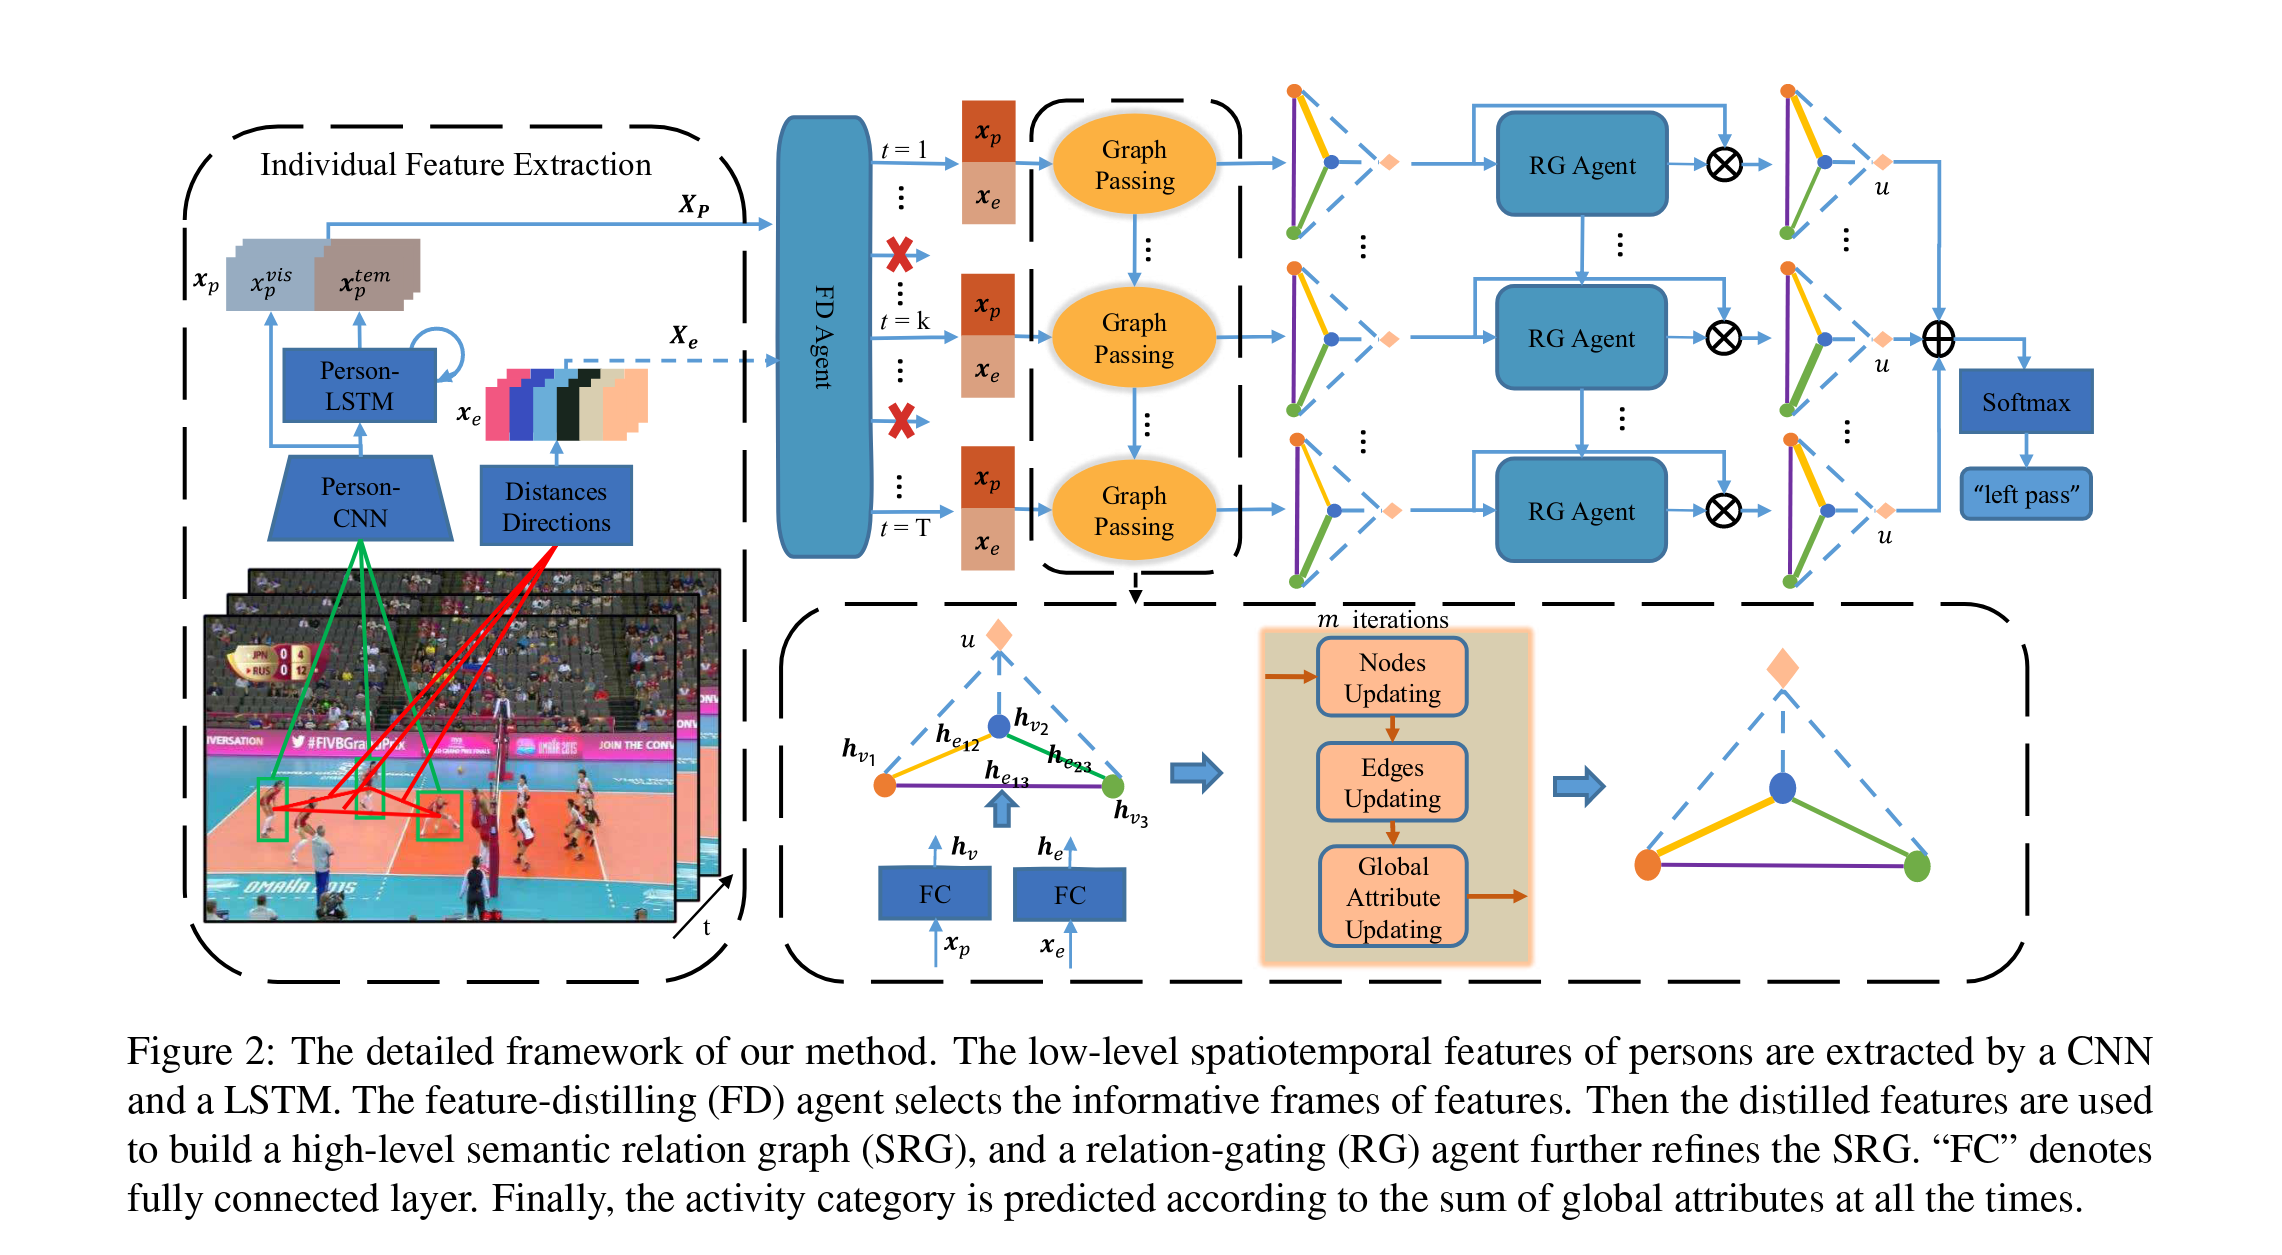 Individual Feature Extraction
X_P
x_p
x_p^{vis}
x_p^{tem}
X_e
Person-
LSTM
x_e
Person-
CNN
Distances
Directions
JPN 0 4
RUS 0 12
#FIVBGrandPrix
OMAHA 2015
JOIN THE CONV
OMAHA 2015
t
FD Agent
t = 1
t = k
t = T
x_p
x_e
x_p
x_e
x_p
x_e
Graph
Passing
Graph
Passing
Graph
Passing
RG Agent
RG Agent
RG Agent
u
u
u
Softmax
“left pass”
u
h_{v_1}
h_{v_2}
h_{v_3}
h_{e_{12}}
h_{e_{23}}
h_{e_{13}}
h_v
h_e
FC
FC
x_p
x_e
m iterations
Nodes
Updating
Edges
Updating
Global
Attribute
Updating
Figure 2: The detailed framework of our method. The low-level spatiotemporal features of persons are extracted by a CNN
and a LSTM. The feature-distilling (FD) agent selects the informative frames of features. Then the distilled features are used
to build a high-level semantic relation graph (SRG), and a relation-gating (RG) agent further refines the SRG. “FC” denotes
fully connected layer. Finally, the activity category is predicted according to the sum of global attributes at all the times.